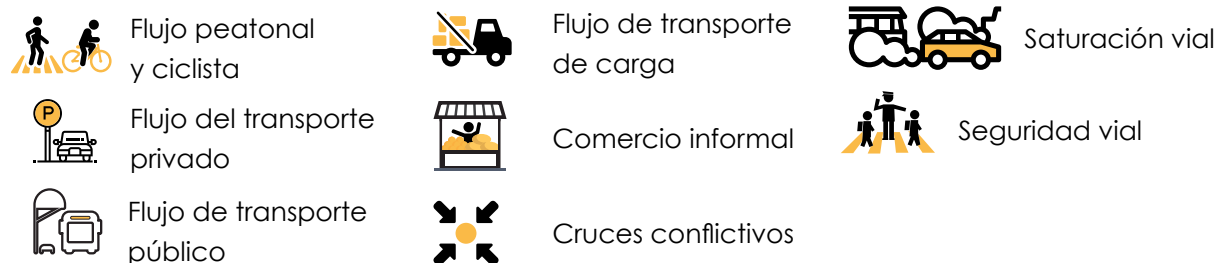 Flujo peatonal
y ciclista
Flujo del transporte
privado
P
Flujo de transporte
público
Flujo de transporte
de carga
Comercio informal
Cruces conflictivos
Saturación vial
Seguridad vial